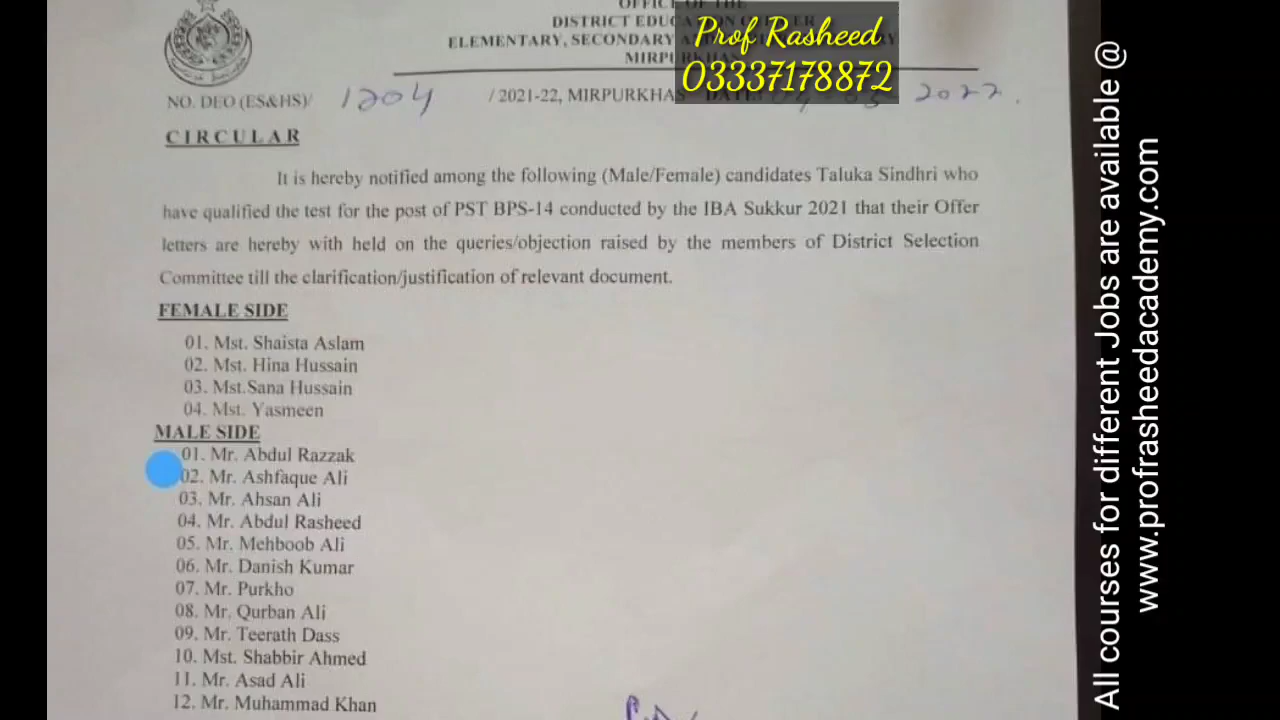 OFFICE OF THE
DISTRICT EDUCATION OFFICER
ELEMENTARY, SECONDARY
MIRPURKHAS
Prof Rasheed
03337178872
NO. DEO (ES&HS)/ 1204 / 2021-22, MIRPURKHAS DATE: 04 03 2022.
CIRCULAR
It is hereby notified among the following (Male/Female) candidates Taluka Sindhri who
have qualified the test for the post of PST BPS-14 conducted by the IBA Sukkur 2021 that their Offer
letters are hereby with held on the queries/objection raised by the members of District Selection
Committee till the clarification/justification of relevant document.
FEMALE SIDE
01. Mst. Shaista Aslam
02. Mst. Hina Hussain
03. Mst.Sana Hussain
04. Mst. Yasmeen
MALE SIDE
01. Mr. Abdul Razzak
02. Mr. Ashfaque Ali
03. Mr. Ahsan Ali
04. Mr. Abdul Rasheed
05. Mr. Mehboob Ali
06. Mr. Danish Kumar
07. Mr. Purkho
08. Mr. Qurban Ali
09. Mr. Teerath Dass
10. Mst. Shabbir Ahmed
11. Mr. Asad Ali
12. Mr. Muhammad Khan
All courses for different Jobs are available @
www.profrasheedacademy.com